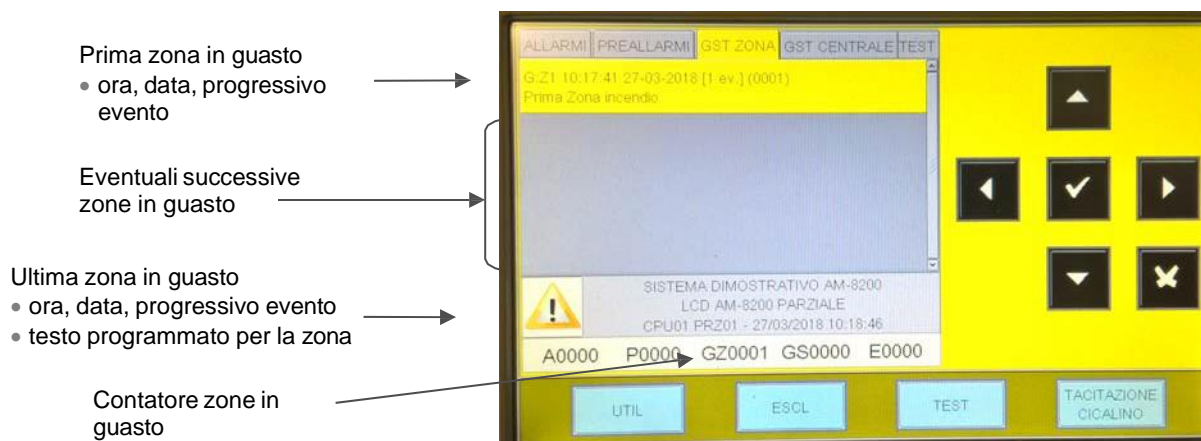 Prima zona in guasto
• ora, data, progressivo
evento
Eventuali successive
zone in guasto
Ultima zona in guasto
• ora, data, progressivo evento
• testo programmato per la zona
Contatore zone in
guasto
ALLARMI PREALLARMI GST ZONA GST CENTRALE TEST
G:Z1 10:17:41 27-03-2018 [1 ev.] (0001)
Prima Zona incendio
SISTEMA DIMOSTRATIVO AM-8200
LCD AM-8200 PARZIALE
CPU01 PRZ01 - 27/03/2018 10:18:46
A0000 P0000 GZ0001 GS0000 E0000
UTIL ESCL TEST TACITAZIONE
CICALINO